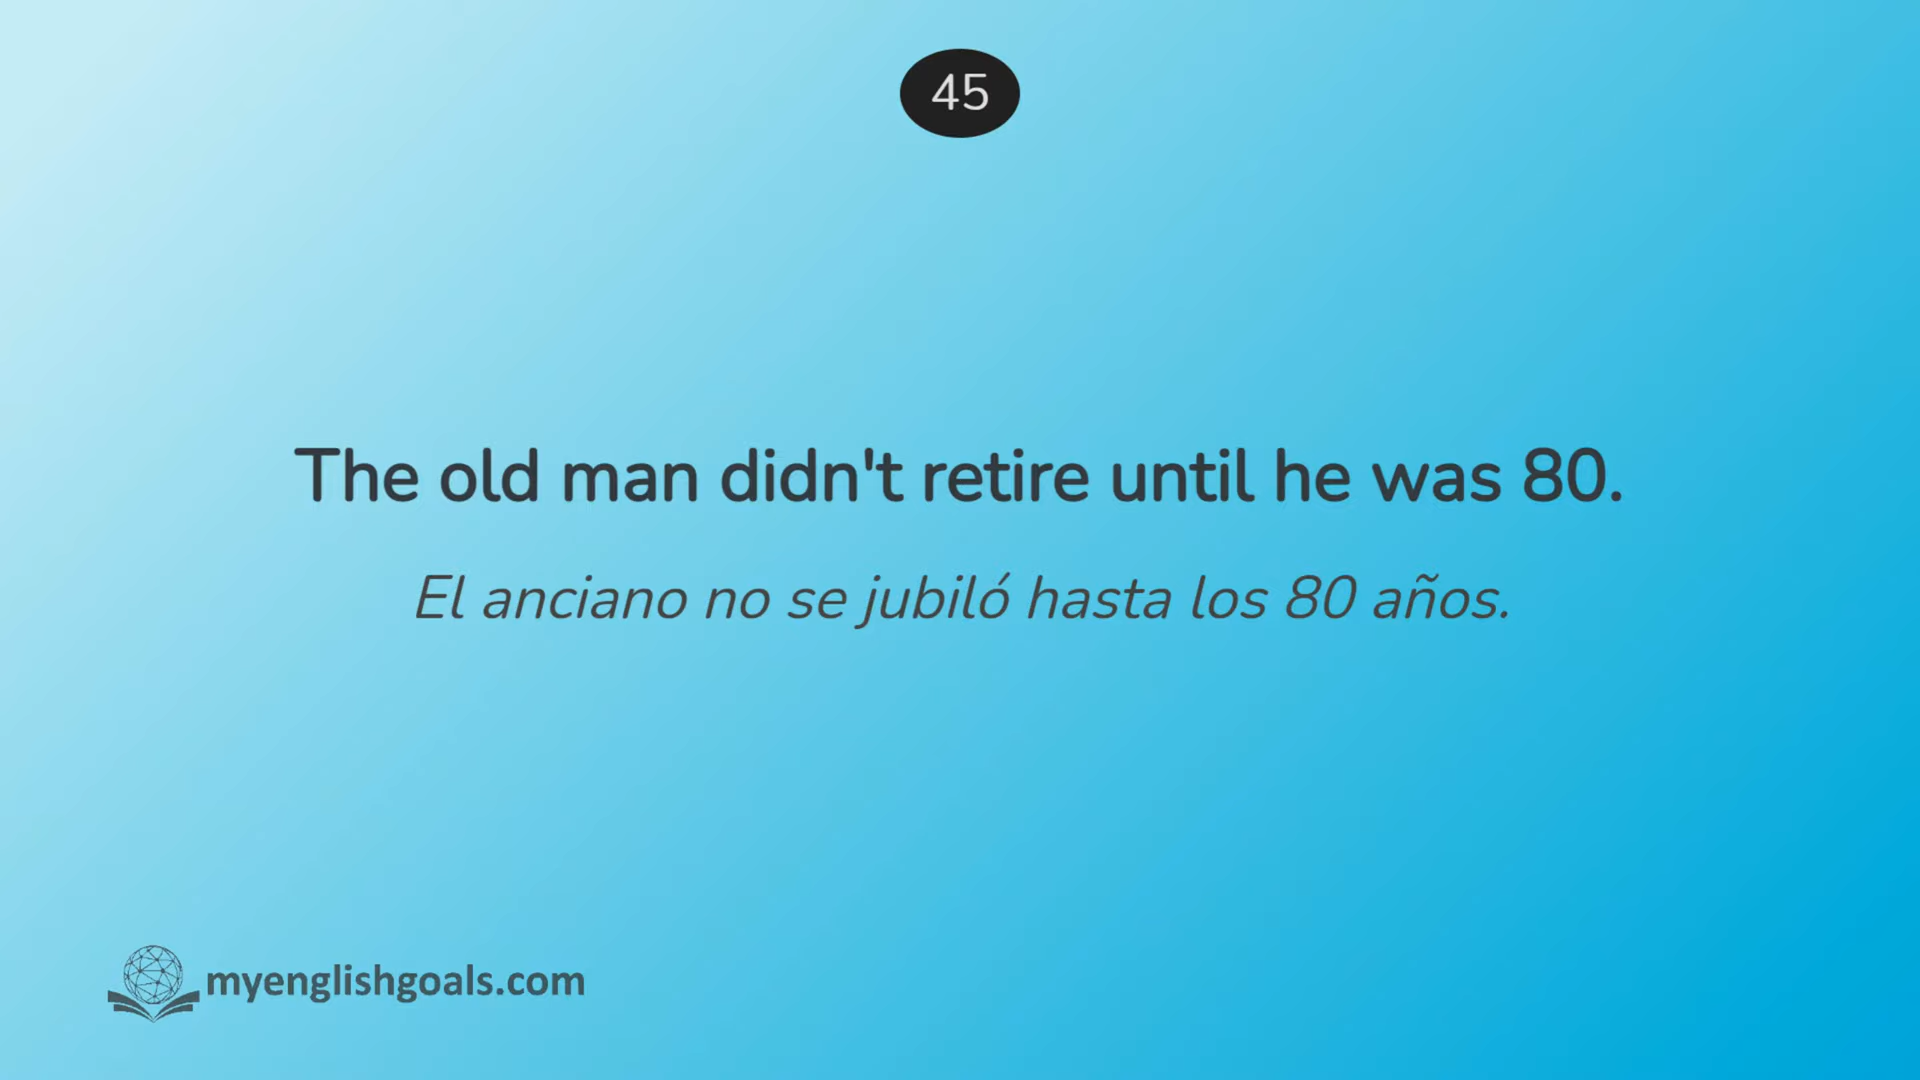 45
The old man didn't retire until he was 80.
El anciano no se jubiló hasta los 80 años.
myenglishgoals.com